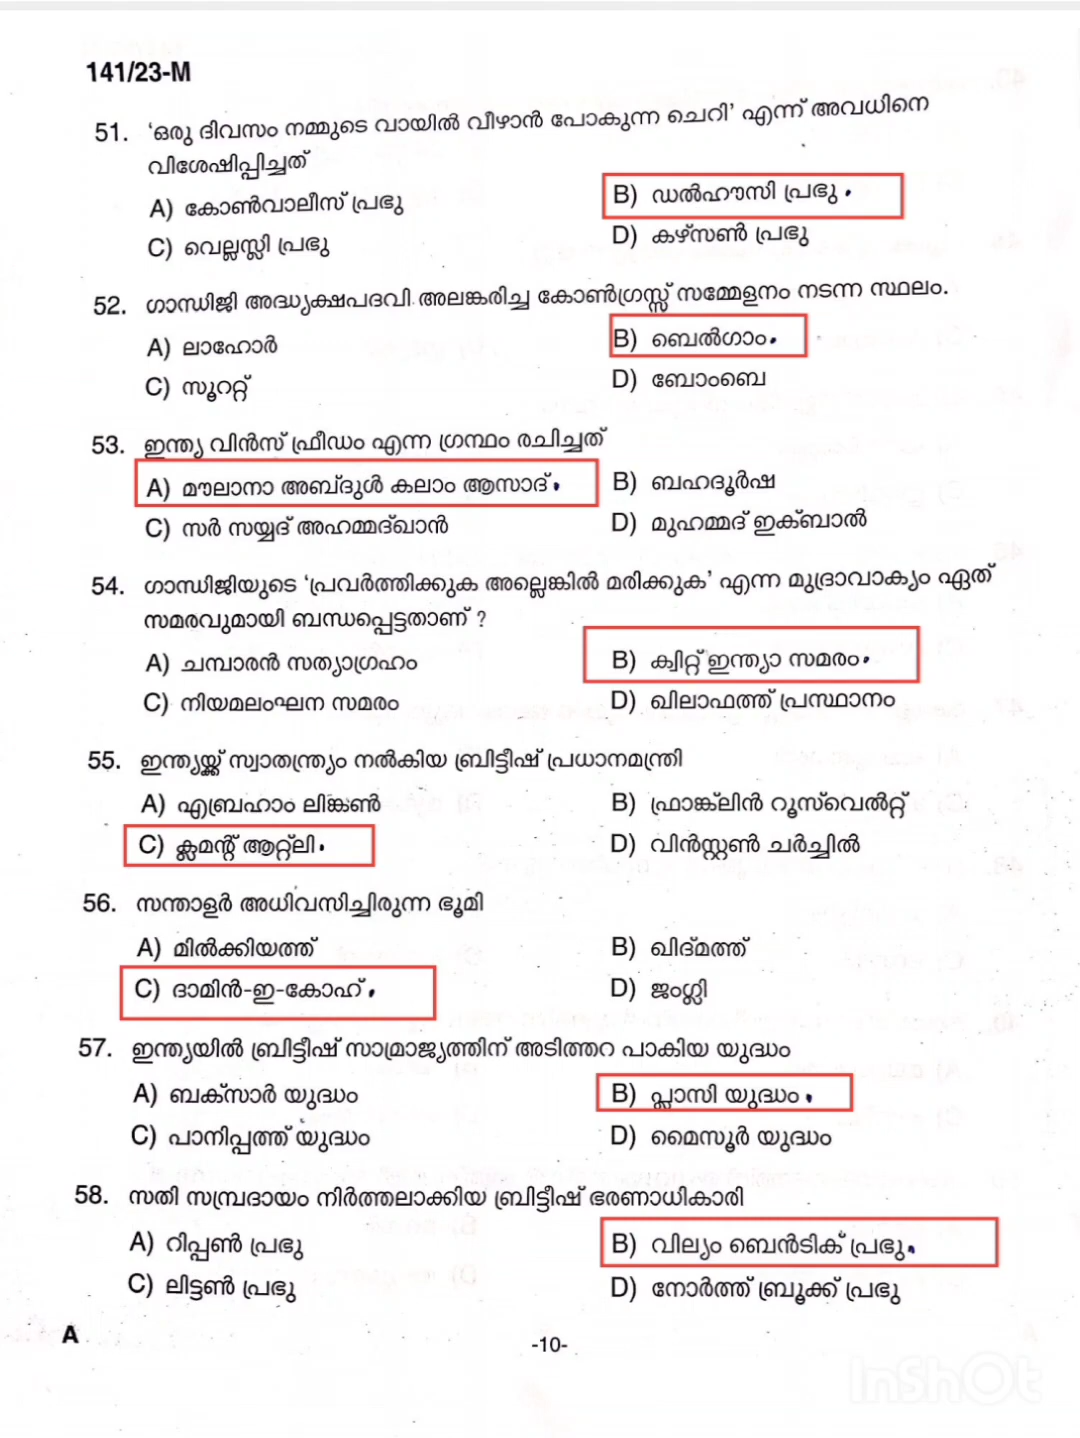 141/23-M
51. 'ഒരു ദിവസം നമ്മുടെ വായിൽ വീഴാൻ പോകുന്ന ചെറി' എന്ന് അവധിനെ
വിശേഷിപ്പിച്ചത്
A) കോൺവാലീസ് പ്രഭു
B) ഡൽഹൗസി പ്രഭു
C) വെല്ലസ്ലി പ്രഭു
D) കഴ്സൺ പ്രഭു
52. ഗാന്ധിജി അദ്ധ്യക്ഷപദവി അലങ്കരിച്ച കോൺഗ്രസ്സ് സമ്മേളനം നടന്ന സ്ഥലം.
A) ലാഹോർ
B) ബെൽഗാം
C) സൂററ്റ്
D) ബോംബെ
53. ഇന്ത്യ വിൻസ് ഫ്രീഡം എന്ന ഗ്രന്ഥം രചിച്ചത്
A) മൗലാനാ അബ്ദുൾ കലാം ആസാദ്
B) ബഹദൂർഷ
C) സർ സയ്യദ് അഹമ്മദ്ഖാൻ
D) മുഹമ്മദ് ഇക്ബാൽ
54. ഗാന്ധിജിയുടെ 'പ്രവർത്തിക്കുക അല്ലെങ്കിൽ മരിക്കുക' എന്ന മുദ്രാവാക്യം ഏത്
സമരവുമായി ബന്ധപ്പെട്ടതാണ് ?
A) ചമ്പാരൻ സത്യാഗ്രഹം
B) ക്വിറ്റ് ഇന്ത്യാ സമരം
C) നിയമലംഘന സമരം
D) ഖിലാഫത്ത് പ്രസ്ഥാനം
55. ഇന്ത്യയ്ക്ക് സ്വാതന്ത്ര്യം നൽകിയ ബ്രിട്ടീഷ് പ്രധാനമന്ത്രി
A) എബ്രഹാം ലിങ്കൺ
B) ഫ്രാങ്ക്ലിൻ റൂസ്‌വെൽറ്റ്
C) ക്ലമന്റ് ആറ്റ്ലി
D) വിൻസ്റ്റൺ ചർച്ചിൽ
56. സന്താളർ അധിവസിച്ചിരുന്ന ഭൂമി
A) മിൽക്കിയത്ത്
B) ഖിദ്മത്ത്
C) ദാമിൻ-ഇ-കോഹ്
D) ജംഗ്ലി
57. ഇന്ത്യയിൽ ബ്രിട്ടീഷ് സാമ്രാജ്യത്തിന് അടിത്തറ പാകിയ യുദ്ധം
A) ബക്സാർ യുദ്ധം
B) പ്ലാസി യുദ്ധം
C) പാനിപ്പത്ത് യുദ്ധം
D) മൈസൂർ യുദ്ധം
58. സതി സമ്പ്രദായം നിർത്തലാക്കിയ ബ്രിട്ടീഷ് ഭരണാധികാരി
A) റിപ്പൺ പ്രഭു
B) വില്യം ബെൻടിക് പ്രഭു
C) ലിട്ടൺ പ്രഭു
D) നോർത്ത് ബ്രൂക്ക് പ്രഭു
A
-10-
InShOt